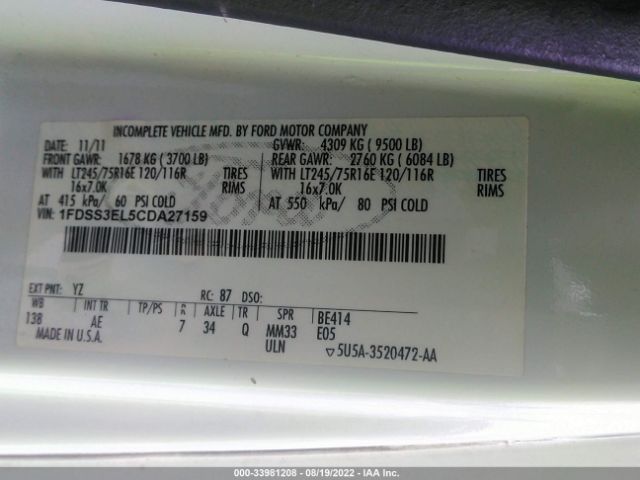 INCOMPLETE VEHICLE MFD. BY FORD MOTOR COMPANY
DATE: 11/11 GVWR: 4309 KG ( 9500 LB)
FRONT GAWR: 1678 KG ( 3700 LB) REAR GAWR: 2760 KG ( 6084 LB)
WITH LT245/75R16E 120/116R TIRES WITH LT245/75R16E 120/116R TIRES
16x7.0K RIMS 16x7.0K RIMS
AT 415 kPa/ 60 PSI COLD AT 550 kPa/ 80 PSI COLD
VIN: 1FDSS3EL5CDA27159
EXT PNT: YZ RC: 87 DSO:
WB INT TR TP/PS R AXLE TR SPR BE414
138 AE 7 34 Q MM33 E05
MADE IN U.S.A. ULN ▽5U5A-3520472-AA
000-33981208 - 08/19/2022 - IAA Inc.